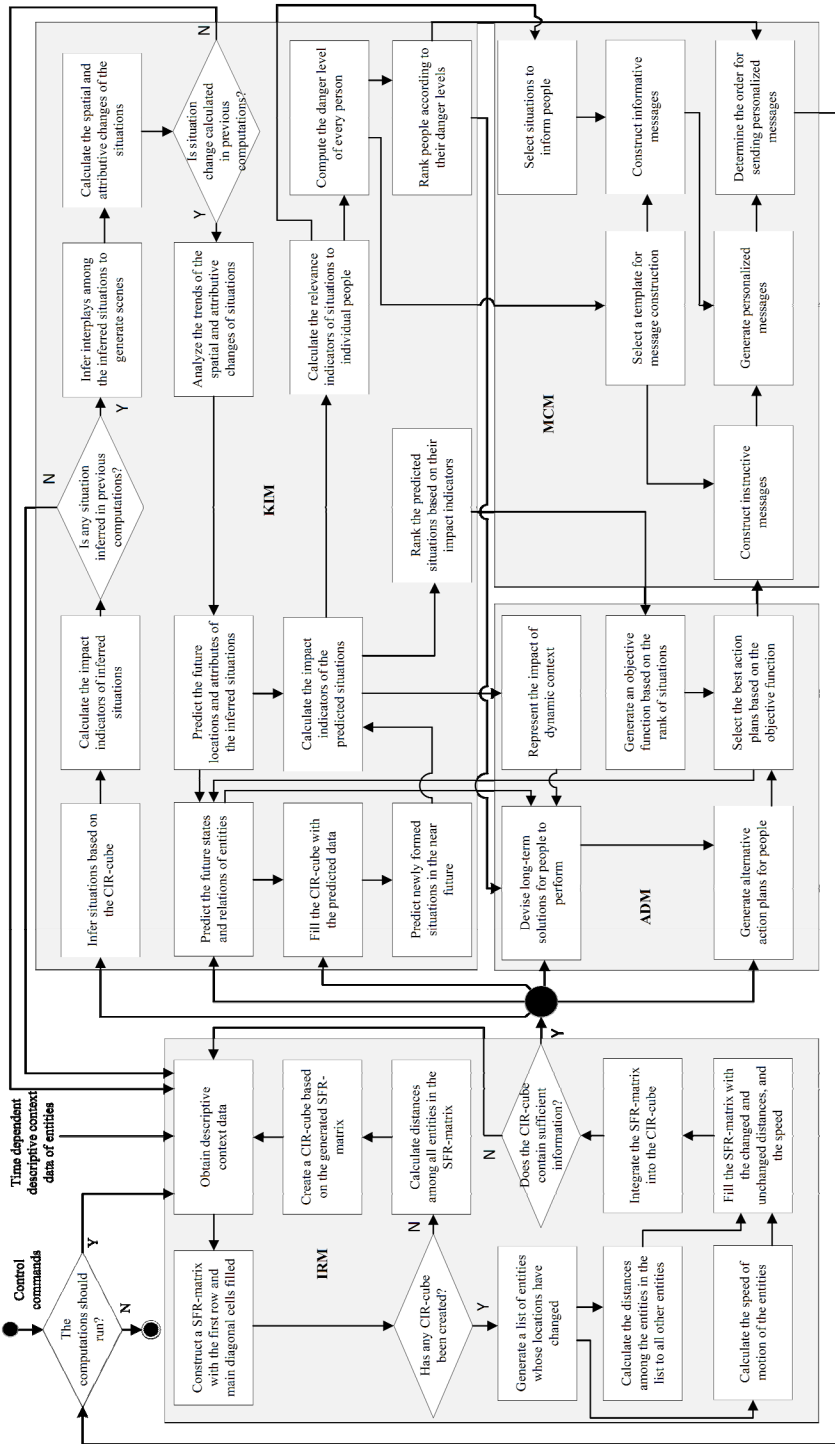 Control
commands
The
computations should
run?
Y
N
Time dependent
descriptive context
data of entities
IRM
Obtain descriptive
context data
Construct a SFR-matrix
with the first row and
main diagonal cells filled
Has any CIR-cube
been created?
N
Y
Calculate distances
among all entities in the
SFR-matrix
Create a CIR-cube based
on the generated SFR-
matrix
Generate a list of entities
whose locations have
changed
Calculate the distances
among the entities in the
list to all other entities
Calculate the speed of
motion of the entities
Fill the SFR-matrix with
the changed and
unchanged distances, and
the speed
Integrate the SFR-matrix
into the CIR-cube
Does the CIR-cube
contain sufficient
information?
N
Y
KIM
Infer situations based on
the CIR-cube
Calculate the impact
indicators of inferred
situations
Is any situation
inferred in previous
computations?
N
Y
Infer interplays among
the inferred situations to
generate scenes
Calculate the spatial and
attributive changes of the
situations
Is situation
change calculated
in previous
computations?
N
Y
Analyze the trends of the
spatial and attributive
changes of situations
Predict the future
locations and attributes of
the inferred situations
Predict the future states
and relations of entities
Fill the CIR-cube with
the predicted data
Predict newly formed
situations in the near
future
Calculate the impact
indicators of the
predicted situations
Rank the predicted
situations based on their
impact indicators
Calculate the relevance
indicators of situations to
individual people
Compute the danger level
of every person
Rank people according to
their danger levels
ADM
Devise long-term
solutions for people to
perform
Represent the impact of
dynamic context
Generate an objective
function based on the
rank of situations
Generate alternative
action plans for people
Select the best action
plans based on the
objective function
MCM
Select situations to
inform people
Select a template for
message construction
Construct informative
messages
Construct instructive
messages
Generate personalized
messages
Determine the order for
sending personalized
messages